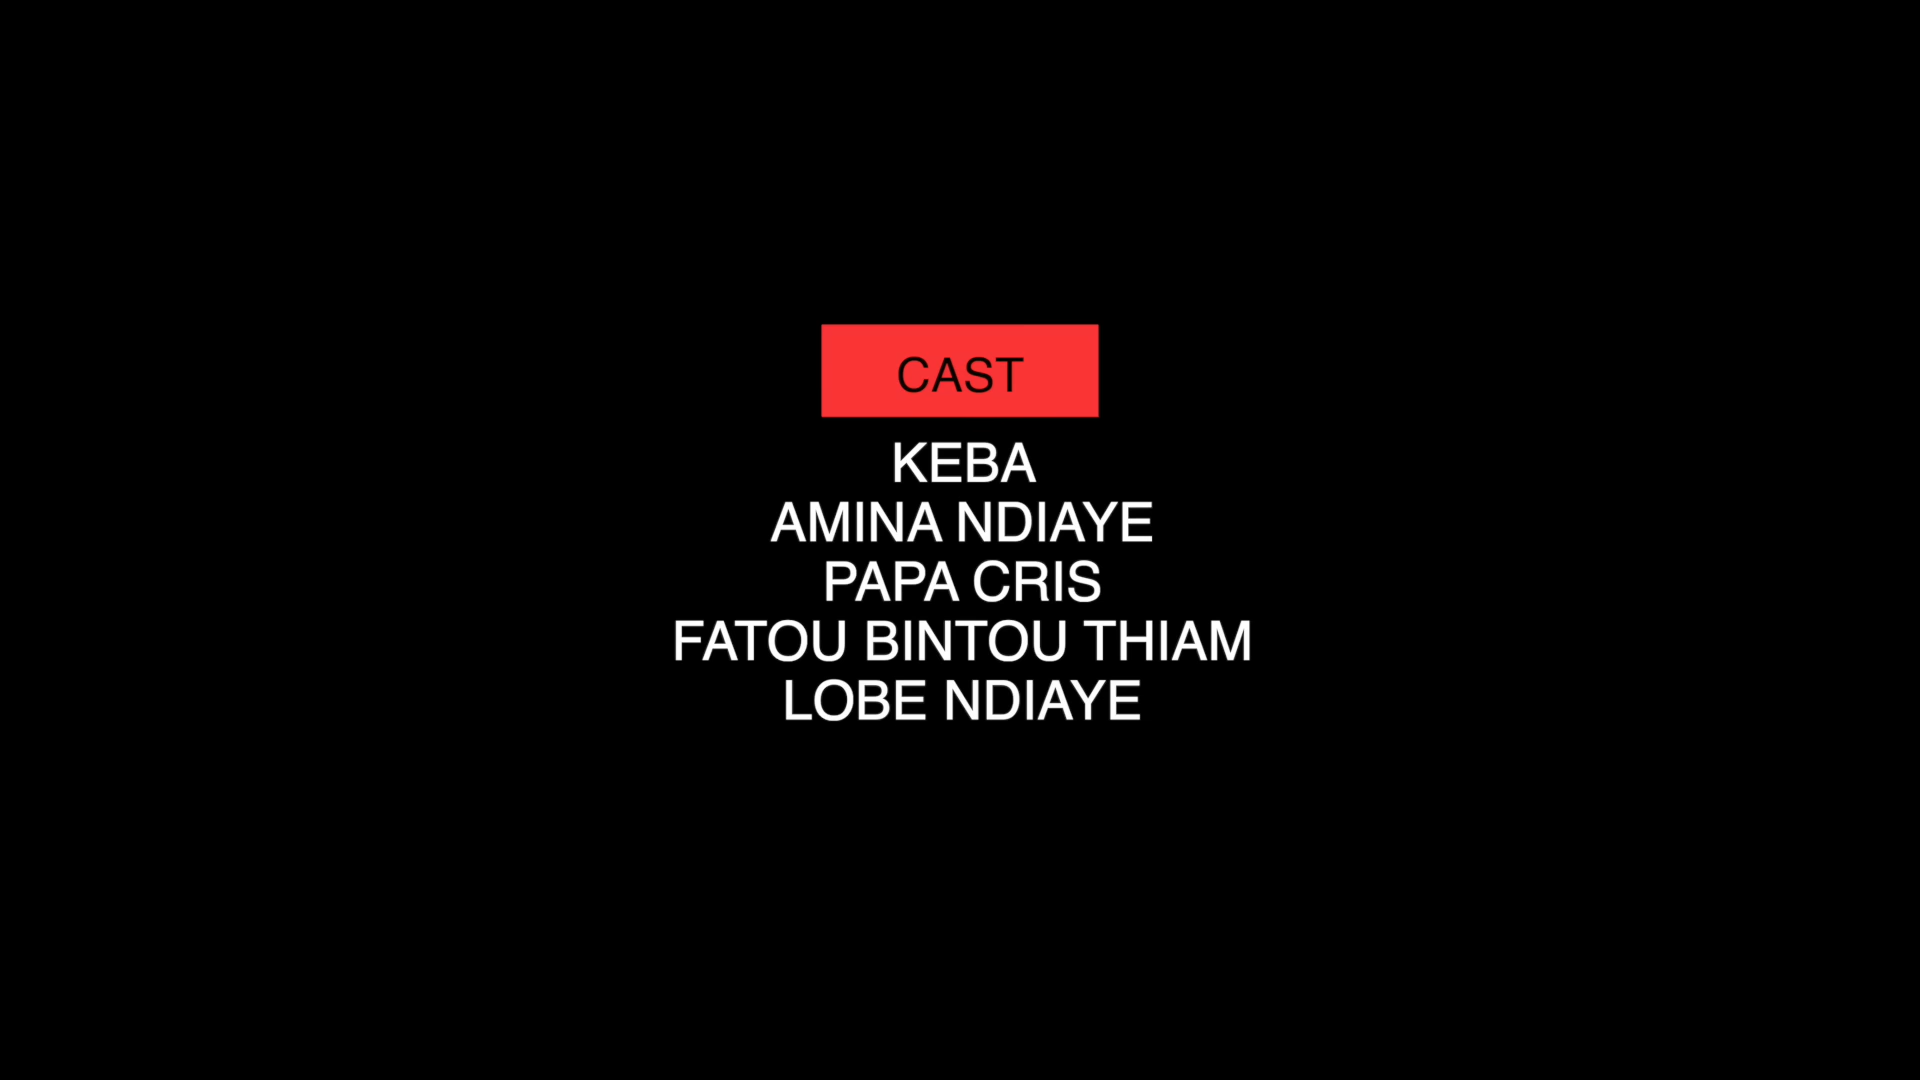 CAST
KEBA
AMINA NDIAYE
PAPA CRIS
FATOU BINTOU THIAM
LOBE NDIAYE